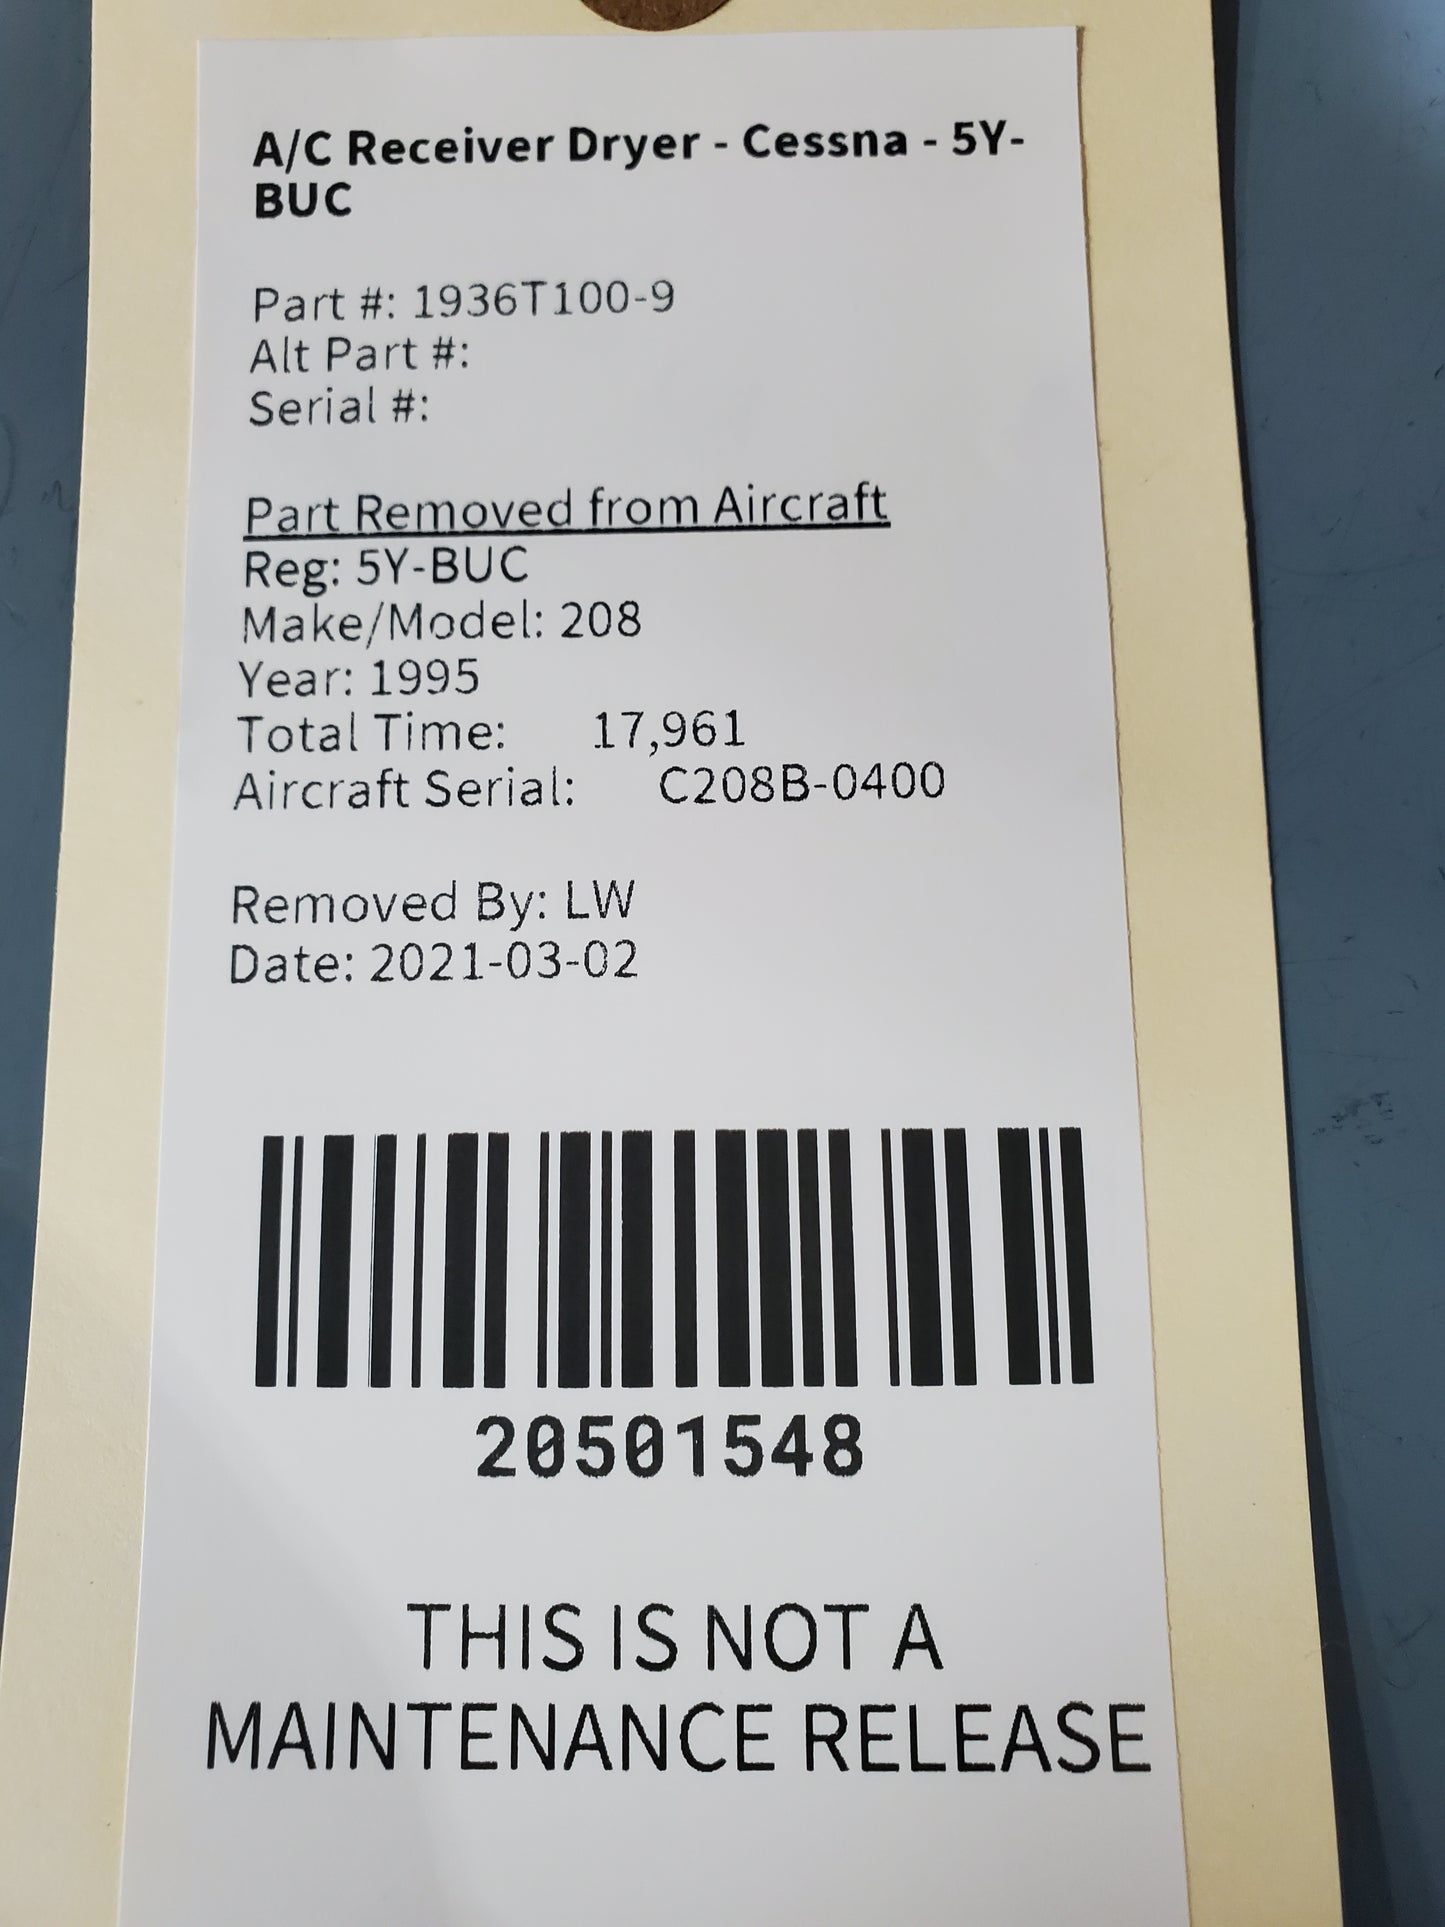 A/C Receiver Dryer - Cessna - 5Y-
BUC
Part #: 1936T100-9
Alt Part #:
Serial #:
Part Removed from Aircraft
Reg: 5Y-BUC
Make/Model: 208
Year: 1995
Total Time: 17,961
Aircraft Serial: C208B-0400
Removed By: LW
Date: 2021-03-02
20501548
THIS IS NOT A
MAINTENANCE RELEASE